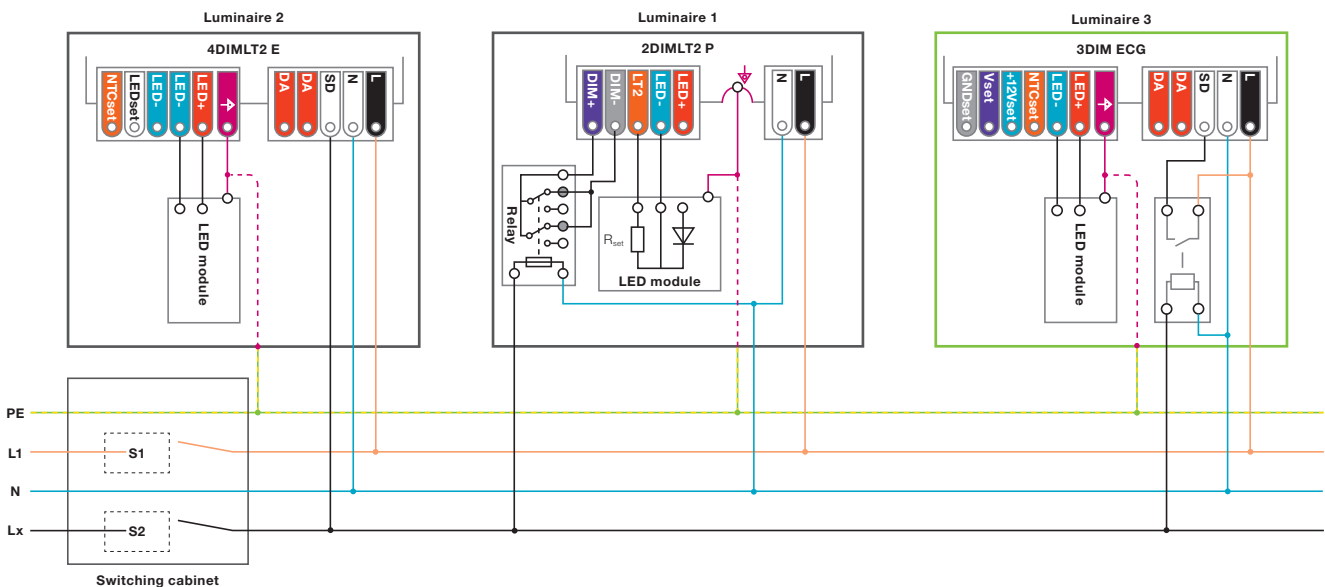 Luminaire 2
Luminaire 1
Luminaire 3
4DIMLT2 E
2DIMLT2 P
3DIM ECG
NTCset
LEDset
LED-
LED-
LED+
DA
DA
SD
N
L
DIM+
DIM-
LT2
LED-
LED+
N
L
GNDset
Vset
+12Vset
NTCset
LED-
LED+
DA
DA
SD
N
L
LED module
Relay
Rset
LED module
LED module
PE
L1
S1
N
Lx
S2
Switching cabinet